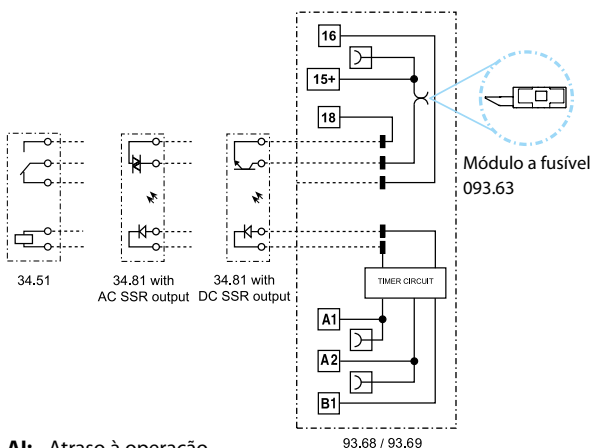 16
15+
18
Módulo a fusível
093.63
34.51
34.81 with
AC SSR output
34.81 with
DC SSR output
TIMER CIRCUIT
A1
A2
B1
93.68 / 93.69
AI: Atraso à operação